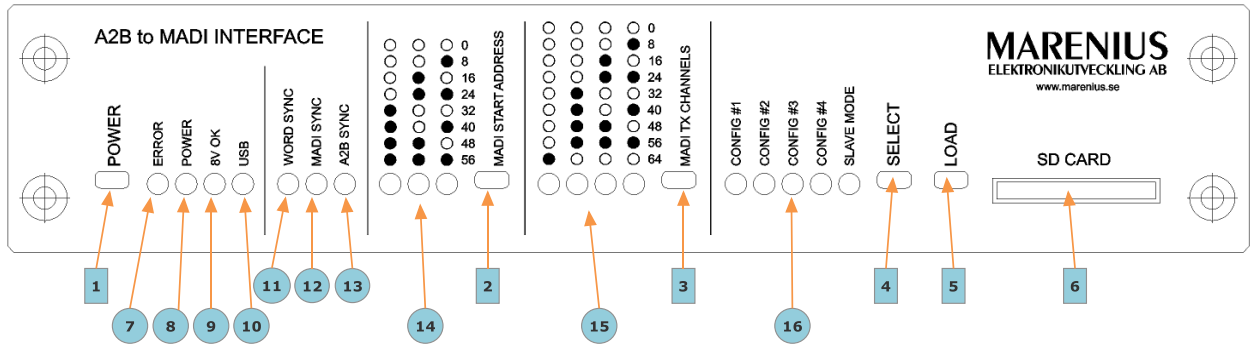 A2B to MADI INTERFACE
POWER
ERROR
POWER
8V OK
USB
WORD SYNC
MADI SYNC
A2B SYNC
0
8
16
24
32
40
48
56
MADI START ADDRESS
0
8
16
24
32
40
48
56
64
MADI TX CHANNELS
CONFIG #1
CONFIG #2
CONFIG #3
CONFIG #4
SLAVE MODE
SELECT
LOAD
MARENIUS
ELEKTRONIKUTVECKLING AB
www.marenius.se
SD CARD
1
11
12
13
2
3
4
5
6
7
8
9
10
14
15
16